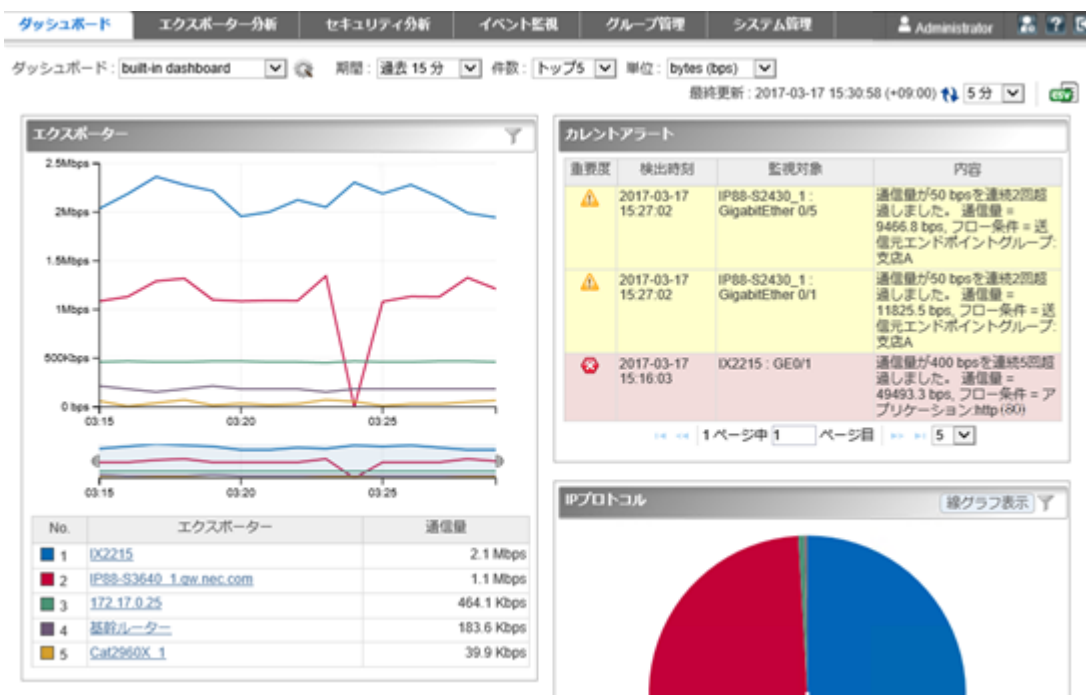 ダッシュボード エクスポーター分析 セキュリティ分析 イベント監視 グループ管理 システム管理 Administrator ?
ダッシュボード : built-in dashboard 期間 : 過去 15 分 件数 : トップ5 単位 : bytes (bps)
最終更新 : 2017-03-17 15:30:58 (+09:00) 5 分 CSV
エクスポーター
2.5Mbps
2Mbps
1.5Mbps
1Mbps
500Kbps
0 bps
03:15 03:20 03:25
03:15 03:20 03:25
No. エクスポーター 通信量
1 IX2215 2.1 Mbps
2 IP88-S3640_1.gw.nec.com 1.1 Mbps
3 172.17.0.25 464.1 Kbps
4 基幹ルーター 183.6 Kbps
5 Cat2960X_1 39.9 Kbps
カレントアラート
重要度 検出時刻 監視対象 内容
2017-03-17
15:27:02
IP88-S2430_1 :
GigabitEther 0/5
通信量が50 bpsを連続2回超
過しました。 通信量 =
9466.8 bps, フロー条件 = 送
信元エンドポイントグループ:
支店A
2017-03-17
15:27:02
IP88-S2430_1 :
GigabitEther 0/1
通信量が50 bpsを連続2回超
過しました。 通信量 =
11825.5 bps, フロー条件 = 送
信元エンドポイントグループ:
支店A
2017-03-17
15:16:03
IX2215 : GE0/1
通信量が400 bpsを連続5回超
過しました。 通信量 =
49493.3 bps, フロー条件 = ア
プリケーション:http (80)
1 ページ中 1 ページ目 5
IPプロトコル 線グラフ表示